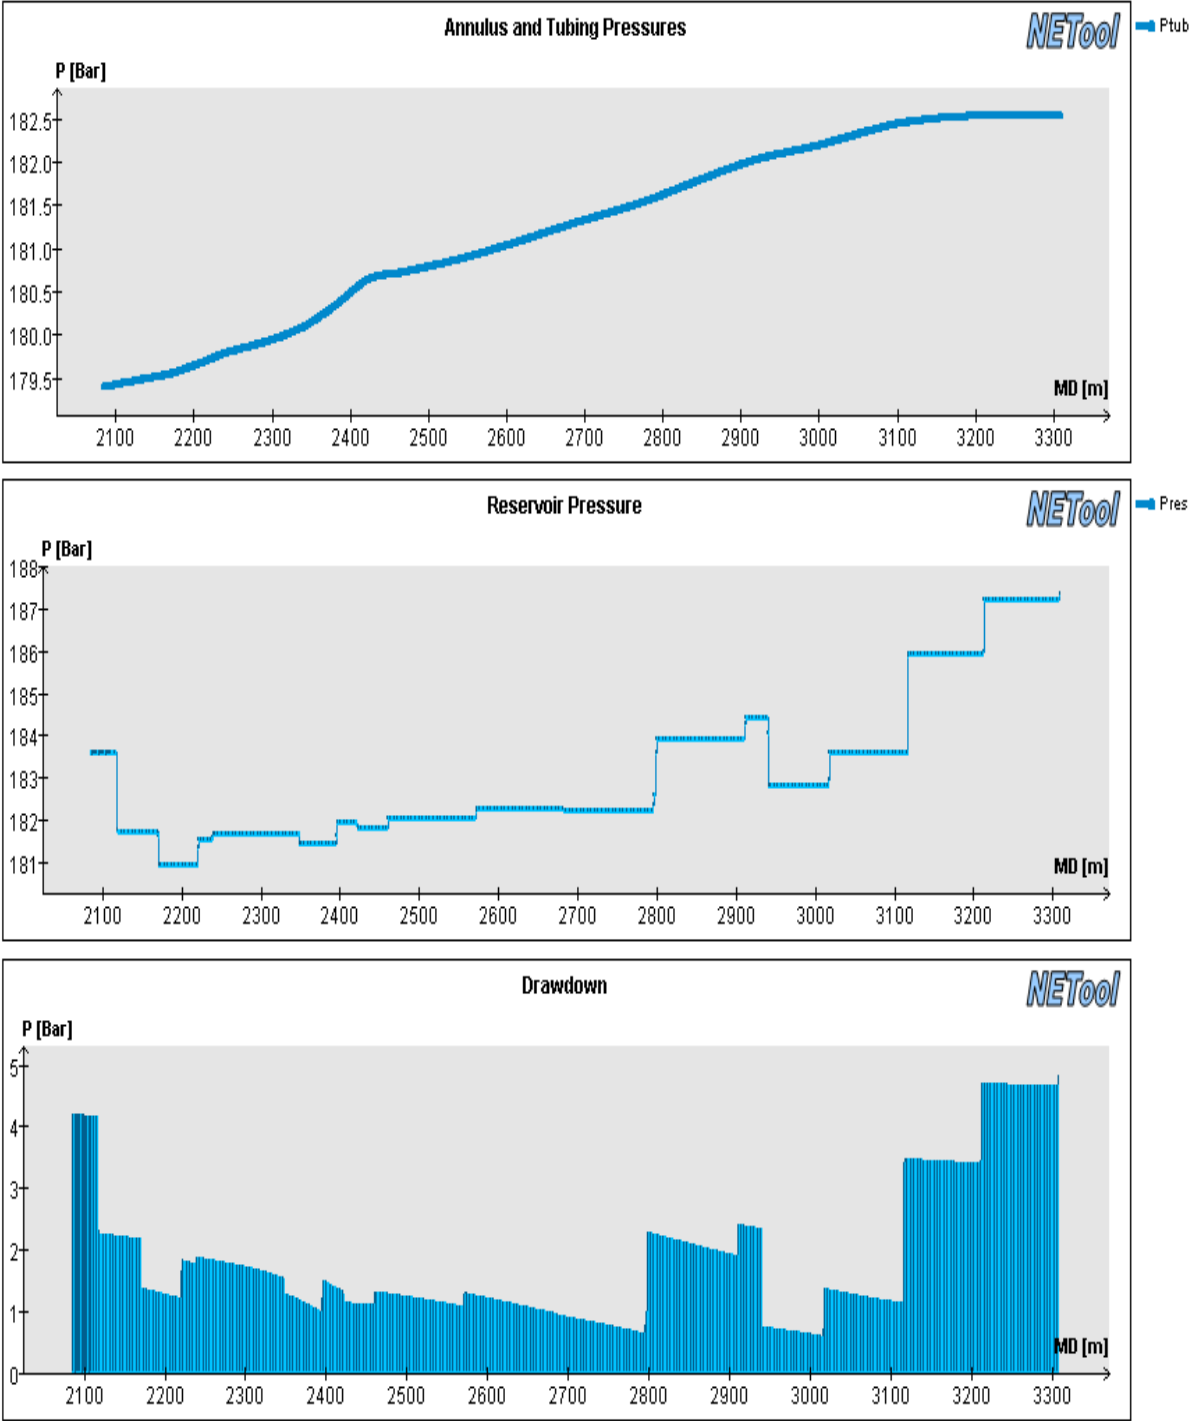 Annulus and Tubing Pressures
NETool
Ptub
P [Bar]
182.5
182.0
181.5
181.0
180.5
180.0
179.5
MD [m]
2100 2200 2300 2400 2500 2600 2700 2800 2900 3000 3100 3200 3300
Reservoir Pressure
NETool
Pres
P [Bar]
188
187
186
185
184
183
182
181
MD [m]
2100 2200 2300 2400 2500 2600 2700 2800 2900 3000 3100 3200 3300
Drawdown
NETool
P [Bar]
5
4
3
2
1
MD [m]
0
2100 2200 2300 2400 2500 2600 2700 2800 2900 3000 3100 3200 3300